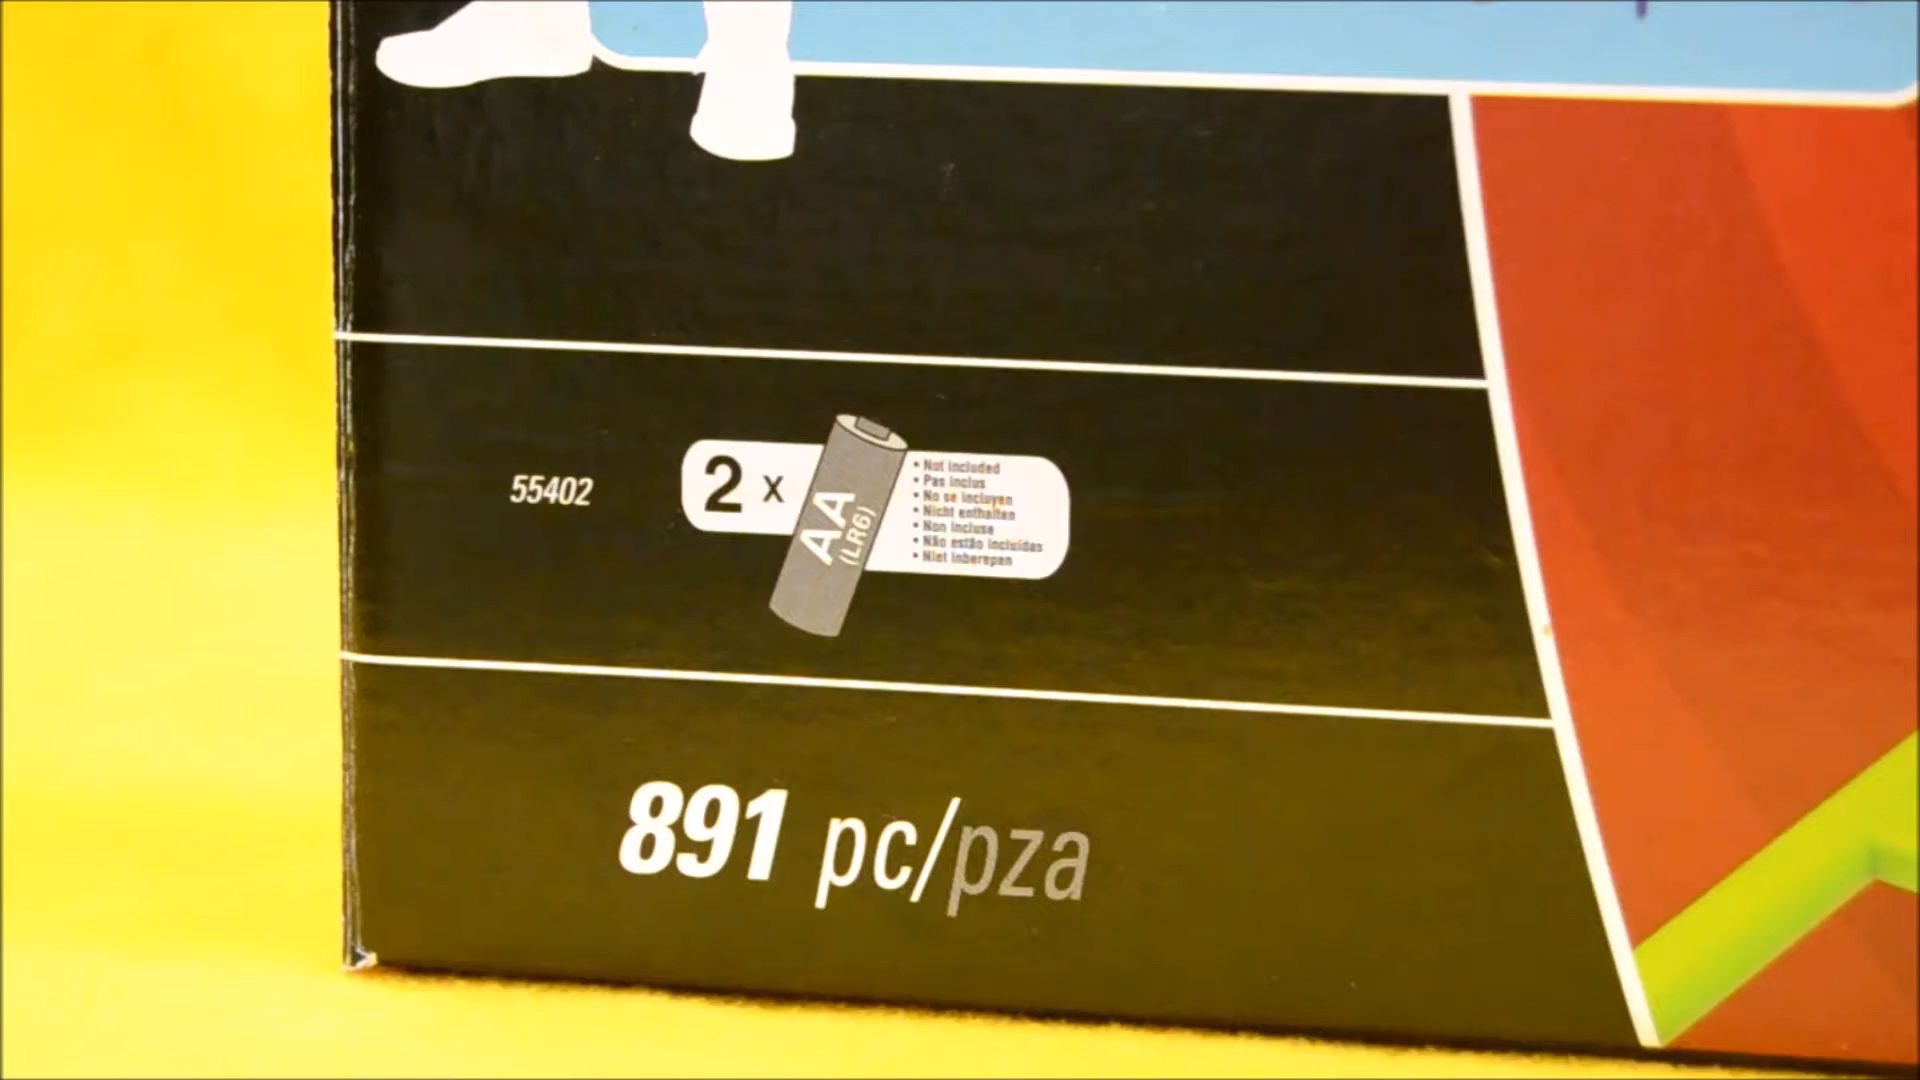 55402
2 x
AA
(LR6)
• Not included
• Pas inclus
• No se incluyen
• Nicht enthalten
• Non incluse
• Não estão incluídas
• Niet inberepen
891 pc/pza